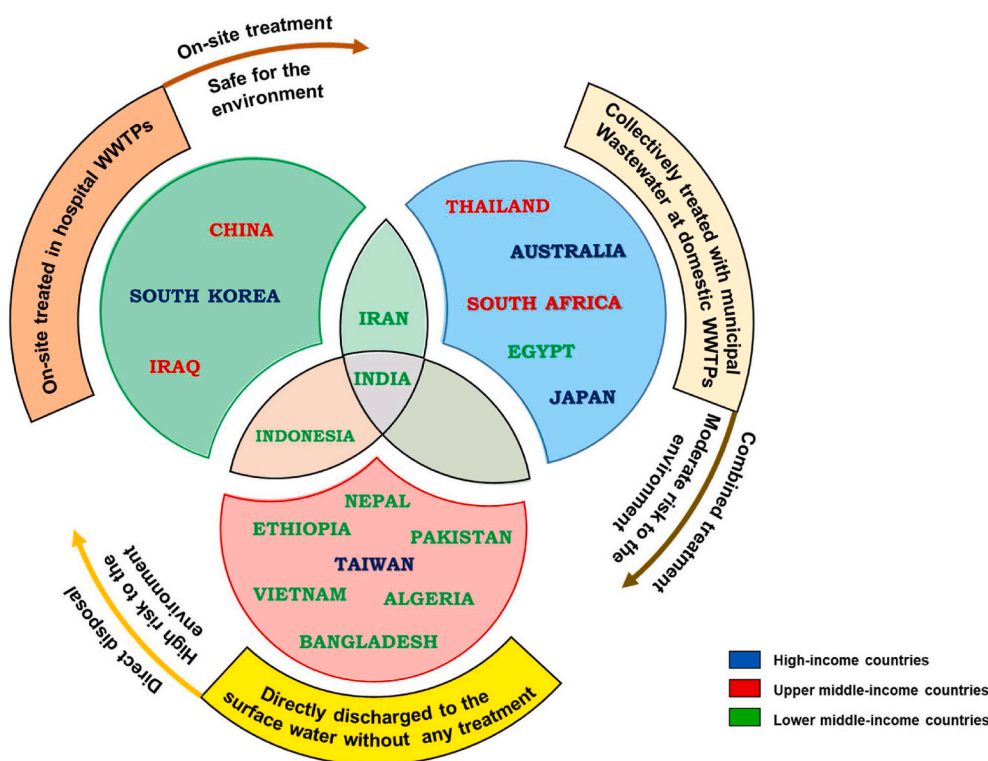 On-site treatment
Safe for the
environment
On-site treated in hospital WWTPs
Collectively treated with municipal
Wastewater at domestic WWTPs
Combined treatment
Moderate risk to the
environment
CHINA
SOUTH KOREA
IRAQ
THAILAND
AUSTRALIA
SOUTH AFRICA
EGYPT
JAPAN
IRAN
INDIA
INDONESIA
NEPAL
ETHIOPIA
PAKISTAN
TAIWAN
VIETNAM
ALGERIA
BANGLADESH
High risk to the
environment
Direct disposal
Directly discharged to the
surface water without any treatment
High-income countries
Upper middle-income countries
Lower middle-income countries